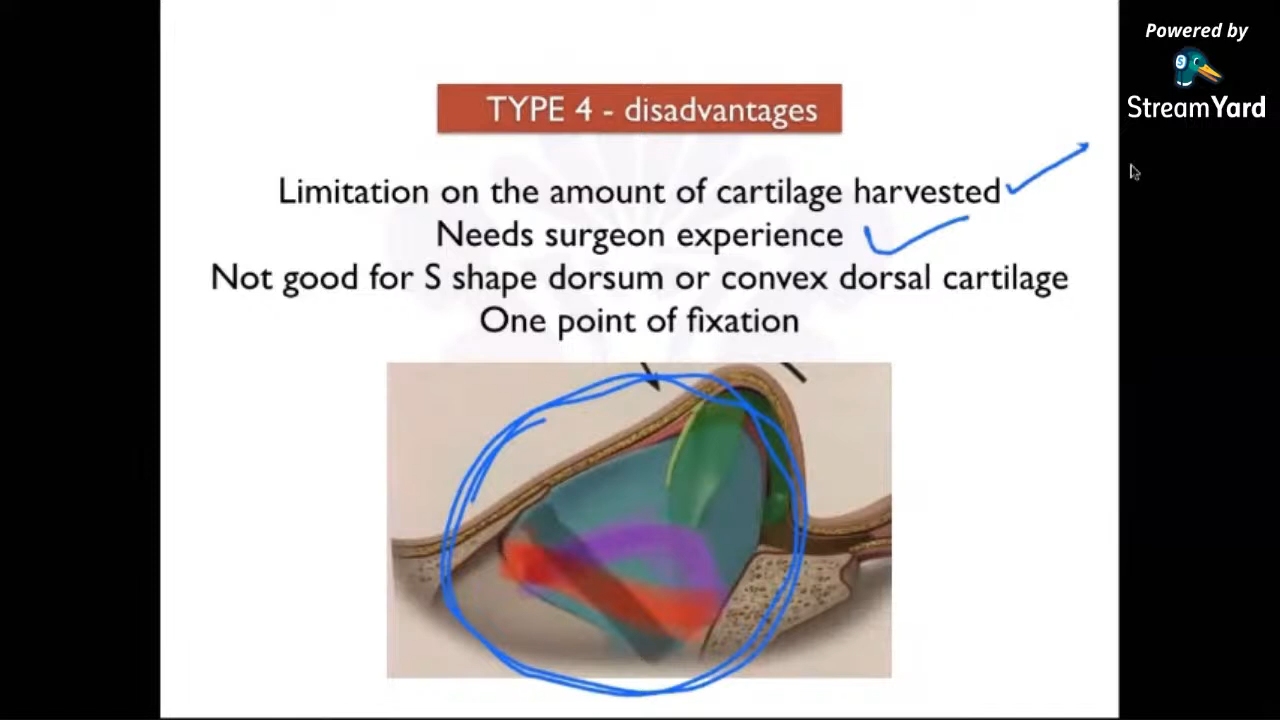 Powered by
StreamYard
TYPE 4 - disadvantages
Limitation on the amount of cartilage harvested
Needs surgeon experience
Not good for S shape dorsum or convex dorsal cartilage
One point of fixation